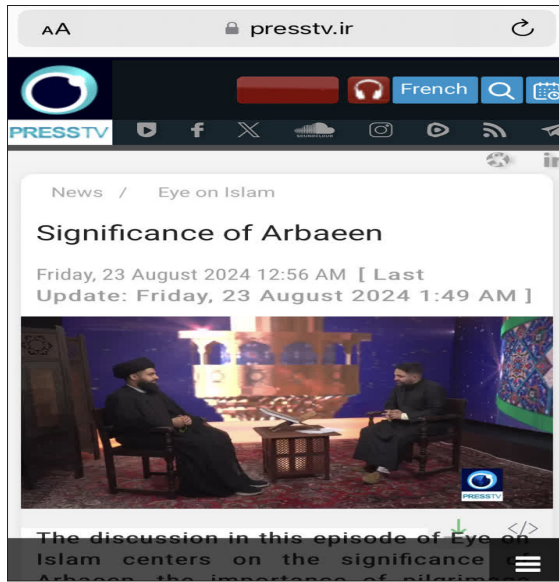 AA presstv.ir
French
PRESSTV
SOUNDCLOUD
News / Eye on Islam
Significance of Arbaeen
Friday, 23 August 2024 12:56 AM [ Last
Update: Friday, 23 August 2024 1:49 AM ]
PRESSTV
The discussion in this episode of Eye on
Islam centers on the significance of
Arbaeen, the importance of pilgrimage